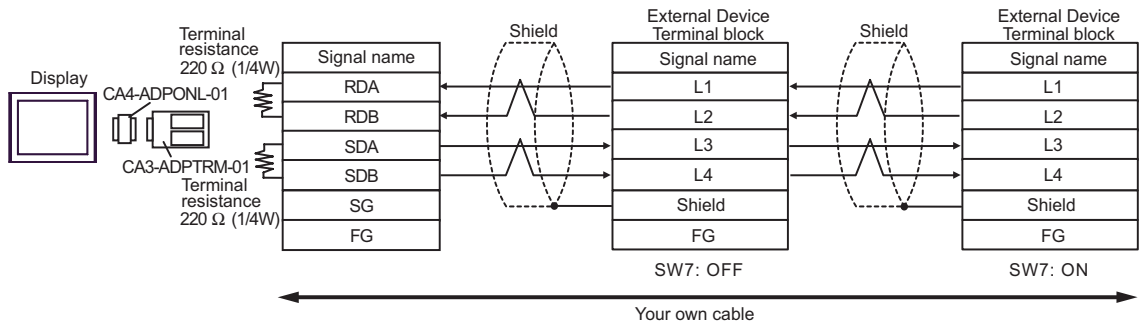 Display
CA4-ADPONL-01
CA3-ADPTRM-01
Terminal
resistance
220 Ω (1/4W)
Terminal
resistance
220 Ω (1/4W)
Signal name
RDA
RDB
SDA
SDB
SG
FG
Shield
External Device
Terminal block
Signal name
L1
L2
L3
L4
Shield
FG
SW7: OFF
Shield
External Device
Terminal block
Signal name
L1
L2
L3
L4
Shield
FG
SW7: ON
Your own cable